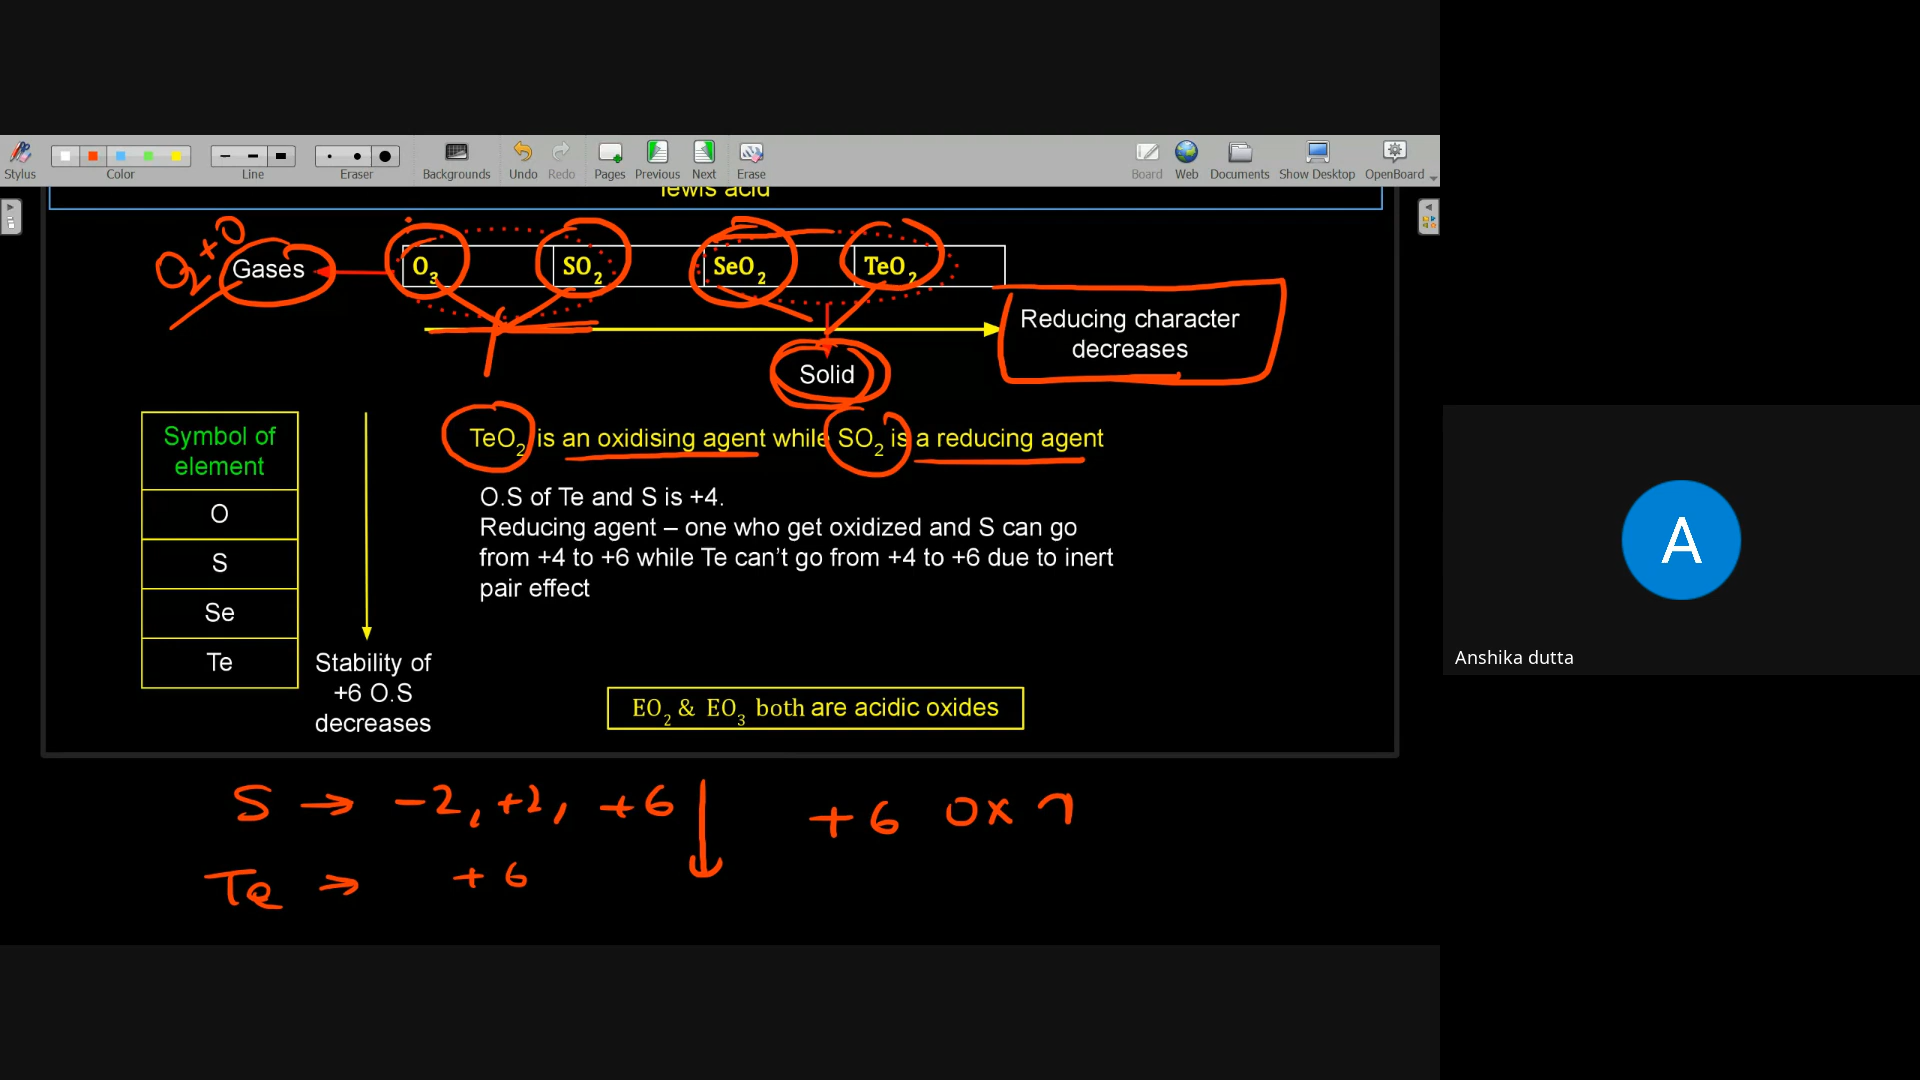 Stylus
Color
Line
Eraser
Backgrounds
Undo
Redo
Pages
Previous
Next
Erase
Board
Web
Documents
Show Desktop
OpenBoard
lewis acid
O₂+O
Gases
O₃ SO₂ SeO₂ TeO₂
Reducing character
decreases
Solid
TeO₂ is an oxidising agent while SO₂ is a reducing agent
O.S of Te and S is +4.
Reducing agent – one who get oxidized and S can go
from +4 to +6 while Te can't go from +4 to +6 due to inert
pair effect
Symbol of
element
O
S
Se
Te
Stability of
+6 O.S
decreases
EO₂ & EO₃ both are acidic oxides
S → -2, +2, +6
+6 Ox
Te → +6
A
Anshika dutta